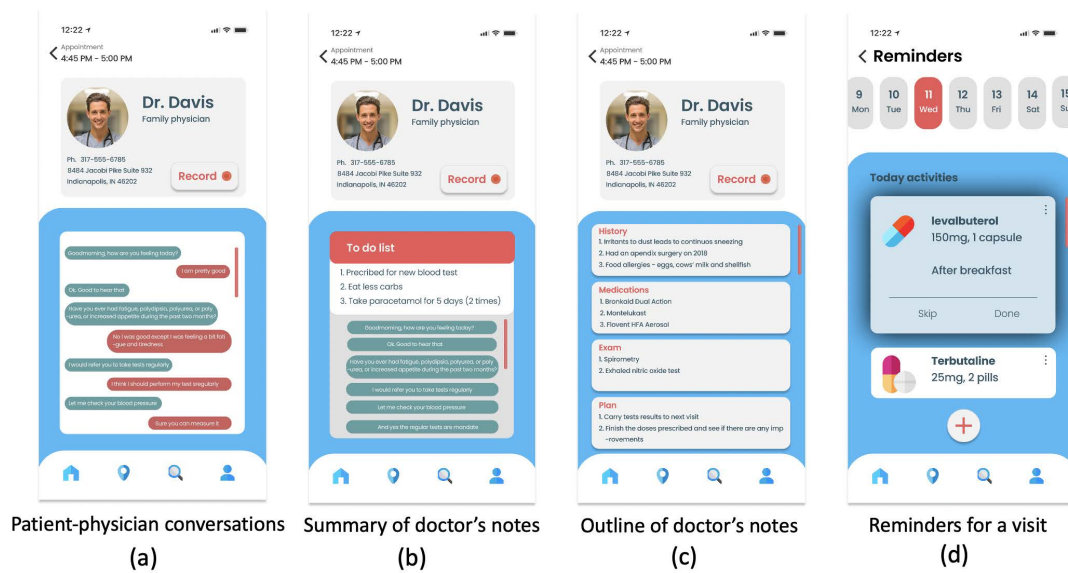 12:22
Appointment
4:45 PM - 5:00 PM
Dr. Davis
Family physician
Ph. 317-555-6785
8484 Jacobi Pike Suite 932
Indianapolis, IN 46202
Record
Goodmorning, how are you feeling today?
I am pretty good
Ok. Good to hear that
Have you ever had fatigue, polydipsia, polyurea, or poly
-urea, or increased appetite during the past two months?
No I was good except I was feeling a bit fati
-gue and tiredness
I would refer you to take tests regularly
I think I should perform my test sregularly
Let me check your blood pressure
Sure you can measure it
Patient-physician conversations
(a)
12:22
Appointment
4:45 PM - 5:00 PM
Dr. Davis
Family physician
Ph. 317-555-6785
8484 Jacobi Pike Suite 932
Indianapolis, IN 46202
Record
To do list
1. Precribed for new blood test
2. Eat less carbs
3. Take paracetamol for 5 days (2 times)
Goodmorning, how are you feeling today?
Ok. Good to hear that
Have you ever had fatigue, polydipsia, polyurea, or poly
-urea, or increased appetite during the past two months?
I would refer you to take tests regularly
Let me check your blood pressure
And yes the regular tests are mandate
Summary of doctor's notes
(b)
12:22
Appointment
4:45 PM - 5:00 PM
Dr. Davis
Family physician
Ph. 317-555-6785
8484 Jacobi Pike Suite 932
Indianapolis, IN 46202
Record
History
1. Irritants to dust leads to continuos sneezing
2. Had an apendix surgery on 2018
3. Food allergies - eggs, cows' milk and shellfish
Medications
1. Bronkaid Dual Action
2. Montelukast
3. Flovent HFA Aerosol
Exam
1. Spirometry
2. Exhaled nitric oxide test
Plan
1. Carry tests results to next visit
2. Finish the doses prescribed and see if there are any imp
-rovements
Outline of doctor's notes
(c)
12:22
Reminders
9 10 11 12 13 14 15
Mon Tue Wed Thu Fri Sat Su
Today activities
levalbuterol
150mg, 1 capsule
After breakfast
Skip Done
Terbutaline
25mg, 2 pills
Reminders for a visit
(d)